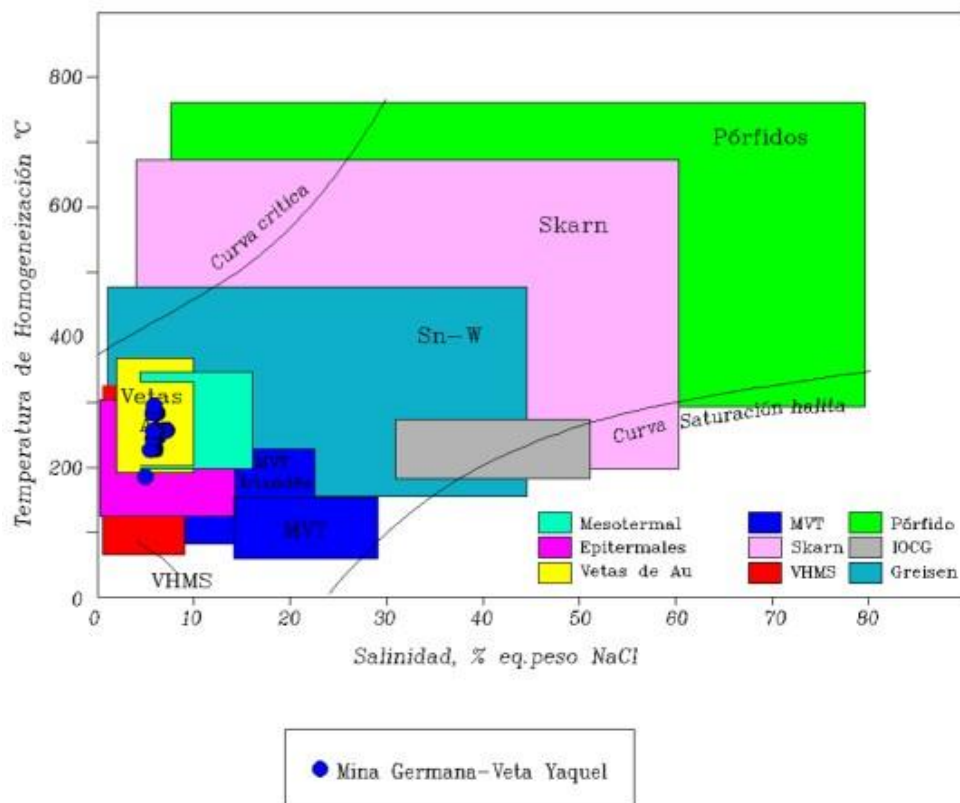 Temperatura de Homogeneización °C
800
600
400
200
0
Pórfidos
Skarn
Curva critica
Sn-W
Vetas
A
Curva Saturación halita
MVT
MVT
VHMS
Mesotermal
Epitermales
Vetas de Au
MVT
Skarn
VHMS
Pórfido
IOCG
Greisen
0 10 20 30 40 50 60 70 80
Salinidad, % eq.peso NaCl
Mina Germana-Veta Yaquel